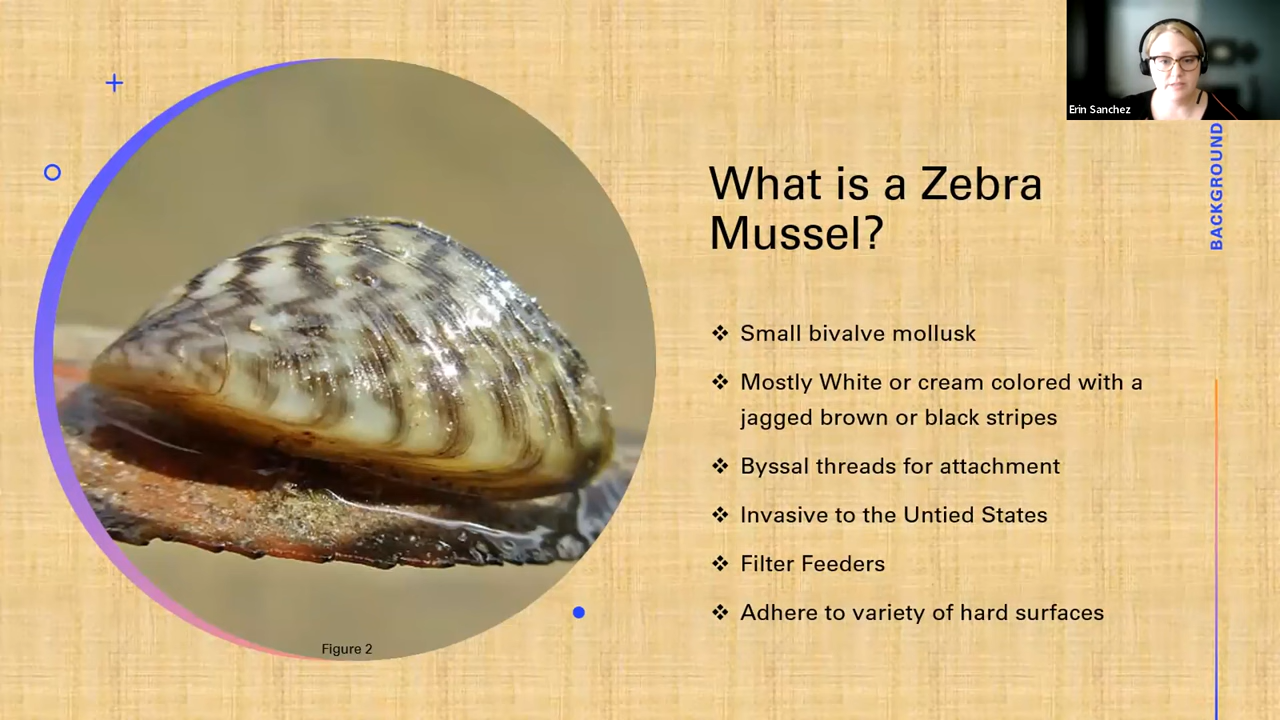 Erin Sanchez
BACKGROUND
What is a Zebra
Mussel?
❖ Small bivalve mollusk
❖ Mostly White or cream colored with a
jagged brown or black stripes
❖ Byssal threads for attachment
❖ Invasive to the Untied States
❖ Filter Feeders
❖ Adhere to variety of hard surfaces
Figure 2